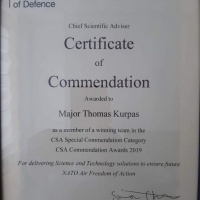 of Defence
Chief Scientific Adviser
Certificate
of
Commendation
Awarded to
Major Thomas Kurpas
as a member of a winning team in the
CSA Special Commendation Category
CSA Commendation Awards 2019
For delivering Science and Technology solutions to ensure future
NATO Air Freedom of Action